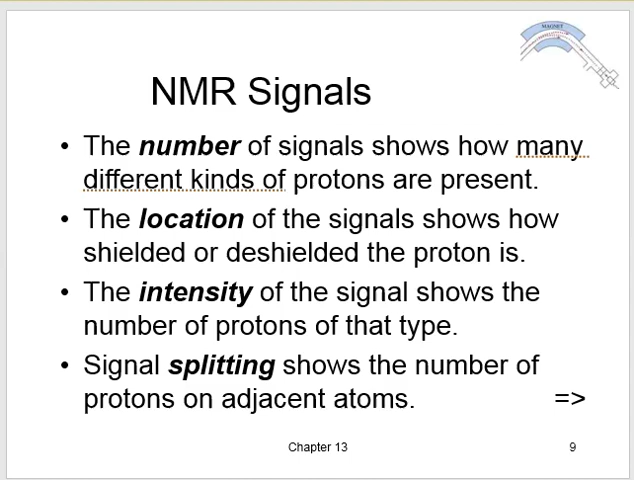 MAGNET
NMR Signals
• The number of signals shows how many
different kinds of protons are present.
• The location of the signals shows how
shielded or deshielded the proton is.
• The intensity of the signal shows the
number of protons of that type.
• Signal splitting shows the number of
protons on adjacent atoms. =>
Chapter 13 9